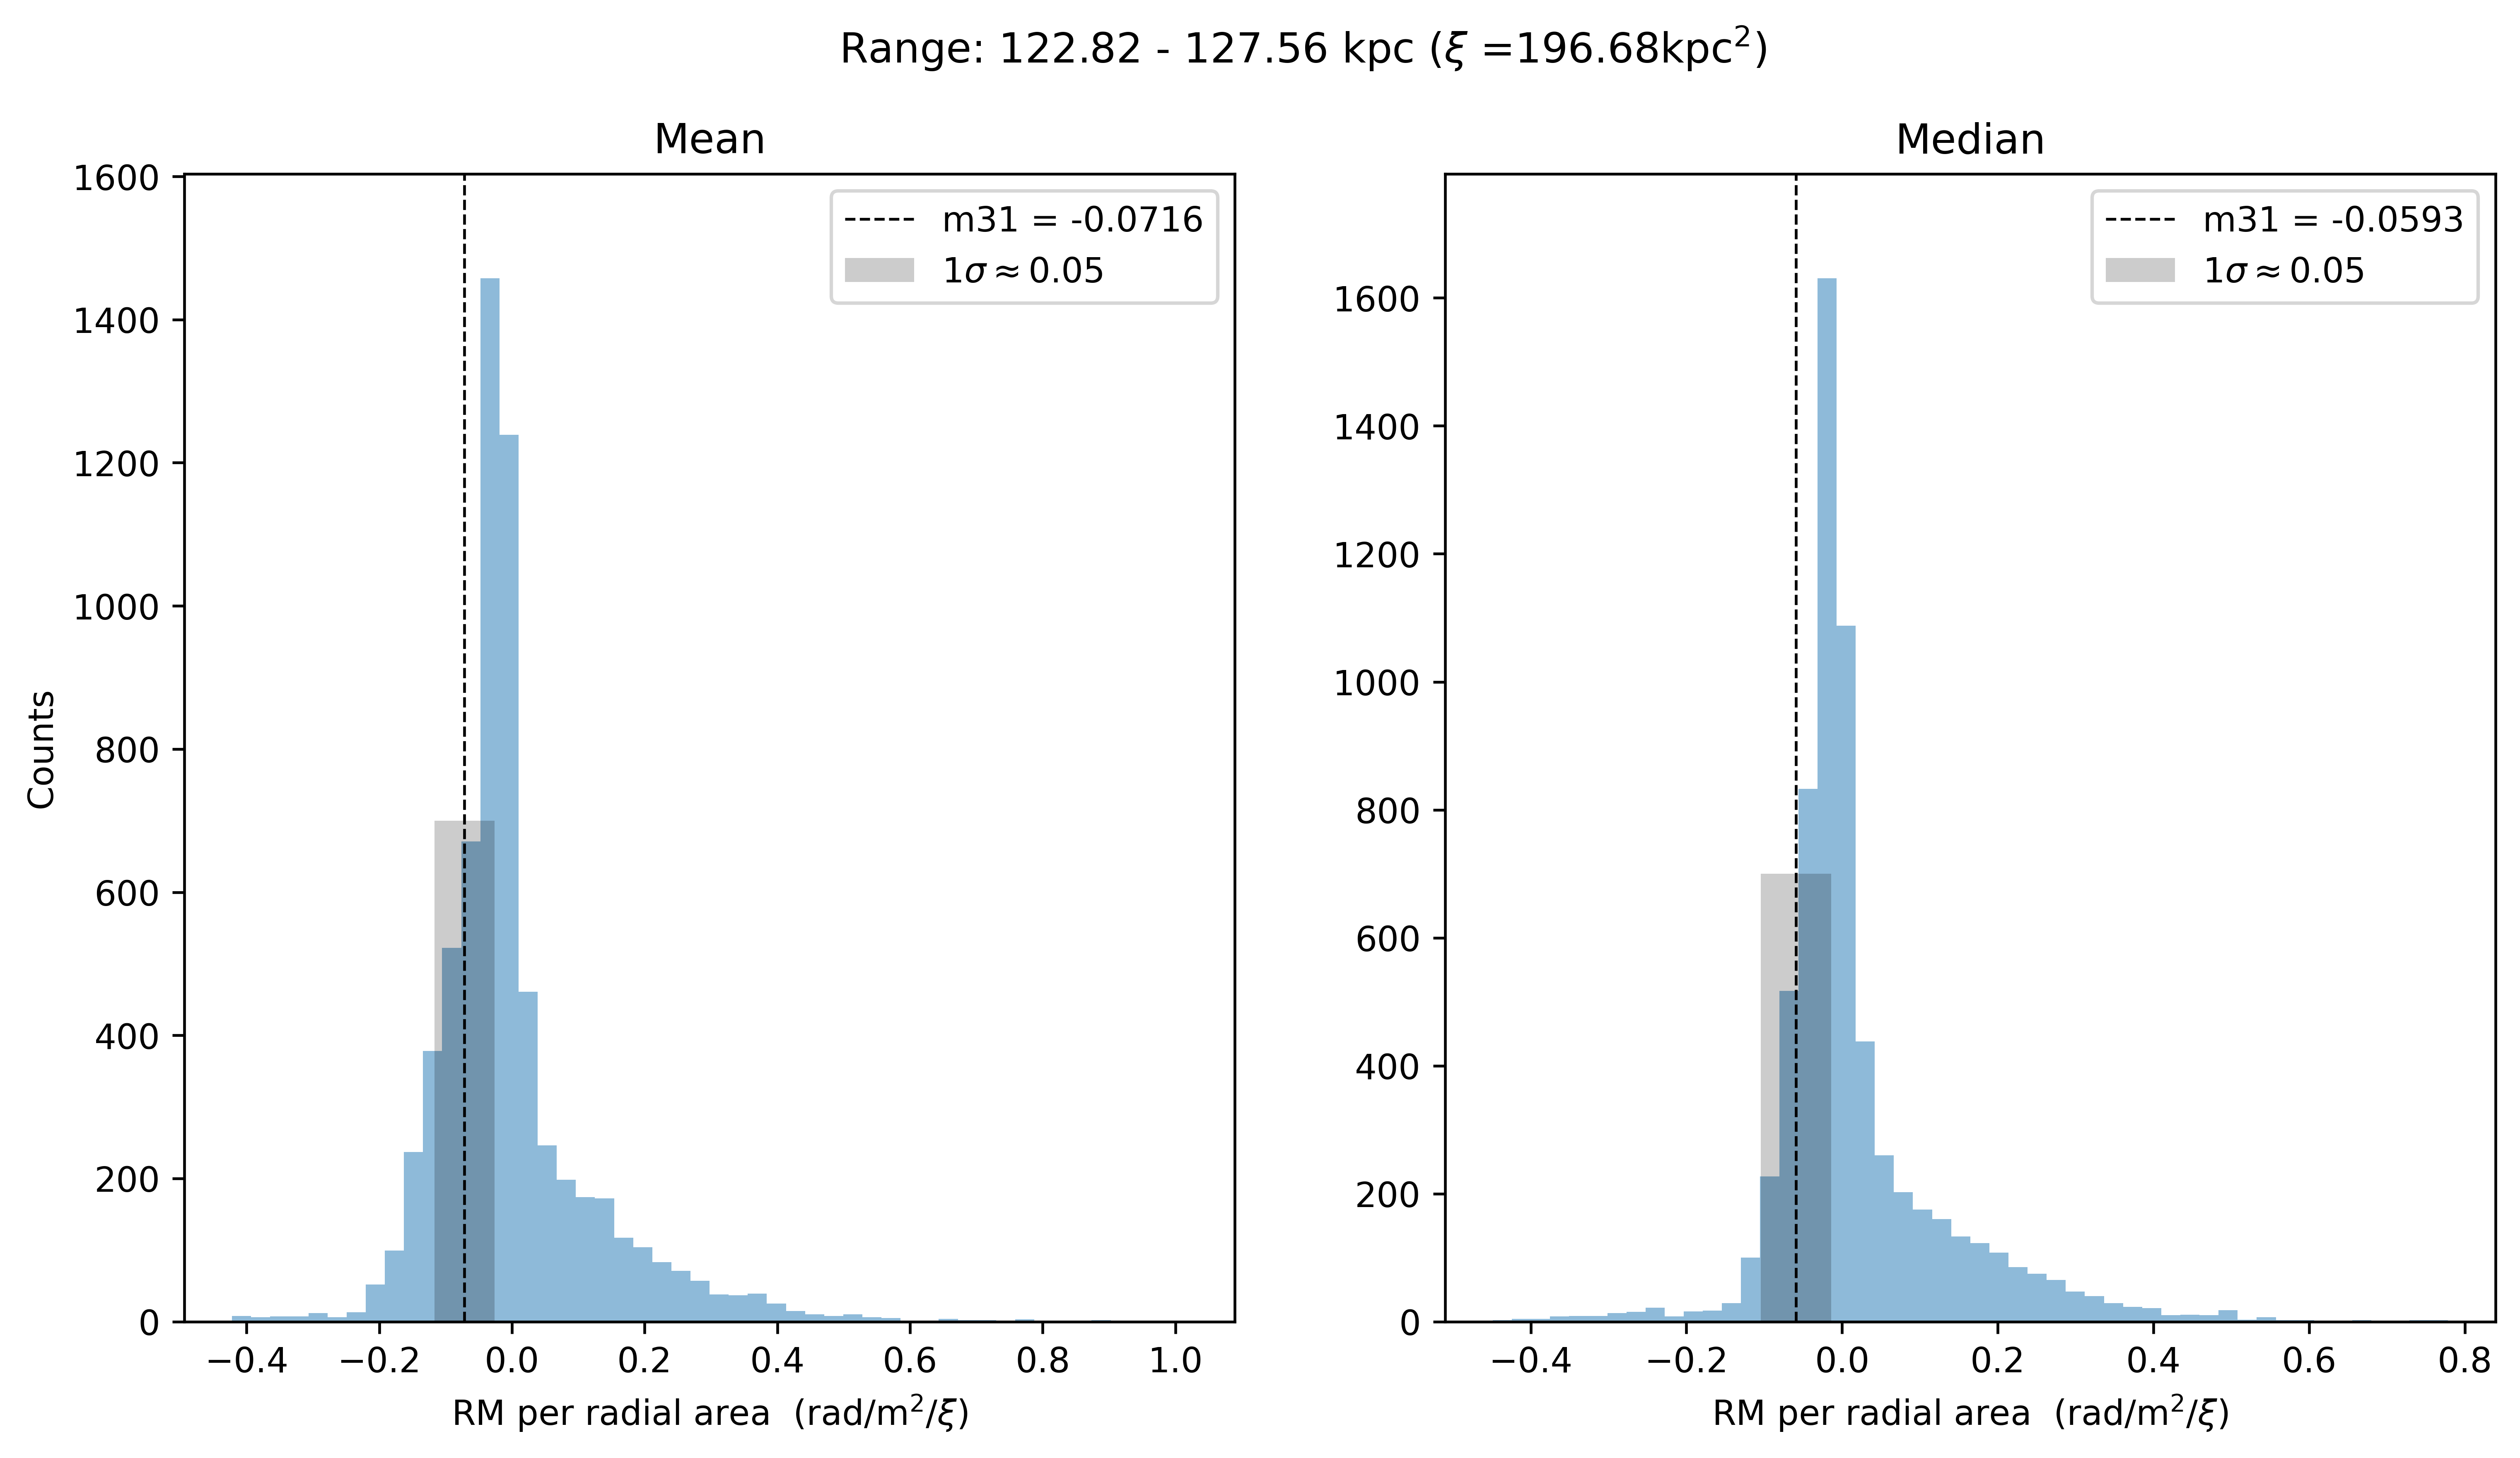 Range: 122.82 - 127.56 kpc (ξ =196.68kpc²)
Mean
m31 = -0.0716
1σ ≈ 0.05
1600
1400
1200
1000
800
600
400
200
0
Counts
−0.4 −0.2 0.0 0.2 0.4 0.6 0.8 1.0
RM per radial area (rad/m²/ξ)
Median
m31 = -0.0593
1σ ≈ 0.05
1600
1400
1200
1000
800
600
400
200
0
−0.4 −0.2 0.0 0.2 0.4 0.6 0.8
RM per radial area (rad/m²/ξ)